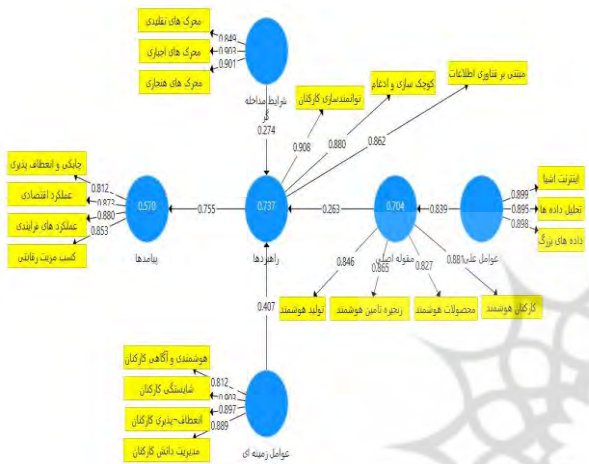 محرک های تقلیدی
0.849
محرک های اجباری
0.903
محرک های هنجاری
0.901
شرایط مداخله
گر
0.274
توانمندسازی کارکنان
کوچک سازی و ادغام
مبتنی بر فناوری اطلاعات
0.908
0.880
0.862
چابکی و انعطاف پذیری
0.812
عملکرد اقتصادی
0.873
عملکرد های فرایندی
0.880
کسب مزیت رقابتی
0.853
0.570
پیامدها
0.755
0.737
راهبردها
0.263
0.704
مقوله اصلی
0.839
عوامل علی
اینترنت اشیا
0.899
تحلیل داده ها
0.895
داده های بزرگ
0.898
0.846
0.865
0.827
0.881
تولید هوشمند
زنجیره تامین هوشمند
محصولات هوشمند
کارکنان هوشمند
0.407
هوشمندی و آگاهی کارکنان
0.812
شایستگی کارکنان
انعطاف¬پذیری کارکنان
0.897
مدیریت دانش کارکنان
0.889
عوامل زمینه ای